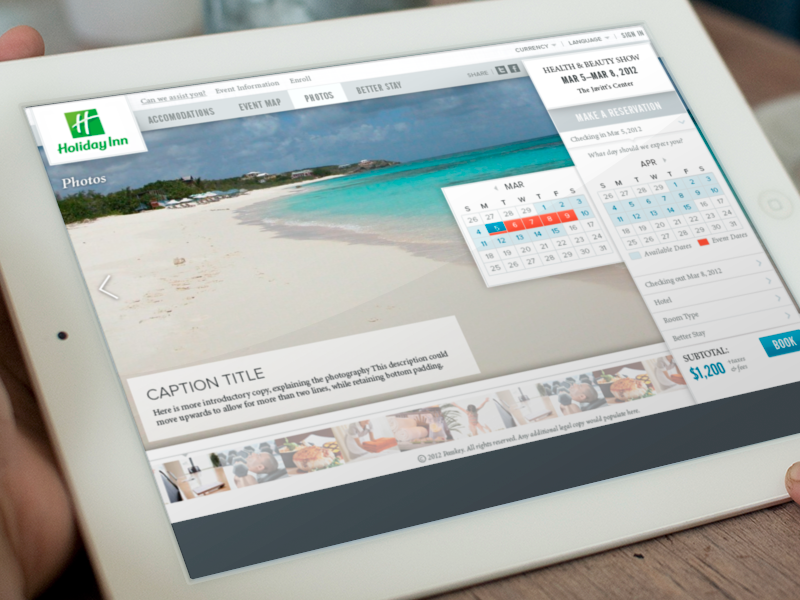 CURRENCY
LANGUAGE
SIGN IN
Can we assist you?
Event Information
Enroll
ACCOMODATIONS
EVENT MAP
PHOTOS
BETTER STAY
SHARE
H
Holiday Inn
Photos
HEALTH & BEAUTY SHOW
MAR 5–MAR 8, 2012
The Javitt's Center
MAKE A RESERVATION
Checking in Mar 5, 2012
When day should we expect you?
MAR
S M T W T F S
26 27 28 29 1 2 3
4 5 6 7 8 9 10
11 12 13 14 15 16 17
18 19 20 21 22 23 24
25 26 27 28 29 30 31
APR
S M T W T F S
26 27 28 29 1 2 3
4 5 6 7 8 9 10
11 12 13 14 15 16 17
18 19 20 21 22 23 24
25 26 27 28 29 30 31
Available Dates
Event Dates
Checking out Mar 8, 2012
Hotel
Room Type
Better Stay
SUBTOTAL:
$1,200
+taxes
& fees
BOOK
CAPTION TITLE
Here is more introductory copy, explaining the photography This description could
move upwards to allow for more than two lines, while retaining bottom padding.
© 2012 Passkey. All rights reserved. Any additional legal copy would populate here.